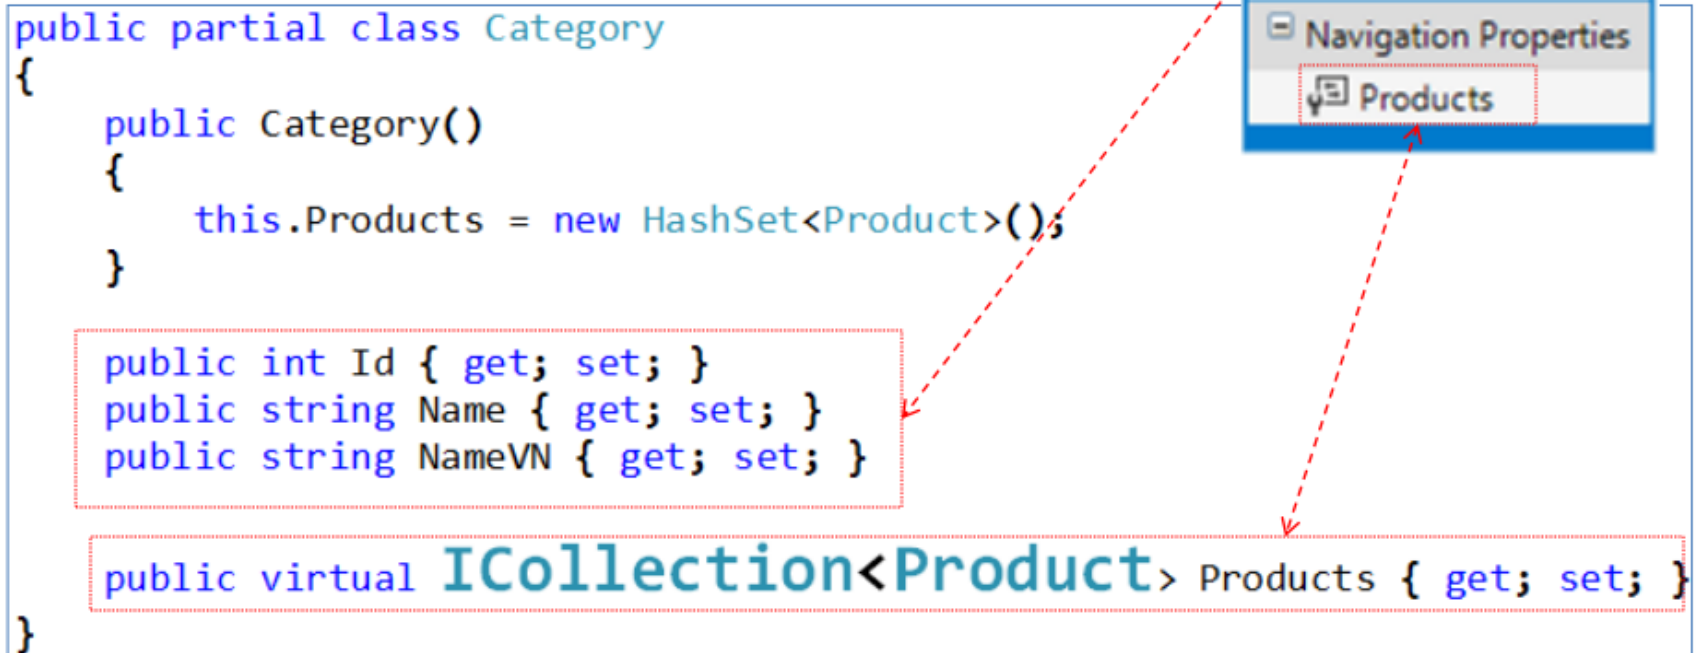 public partial class Category
{
public Category()
{
this.Products = new HashSet<Product>();
}
public int Id { get; set; }
public string Name { get; set; }
public string NameVN { get; set; }
public virtual ICollection<Product> Products { get; set; }
}
Navigation Properties
Products